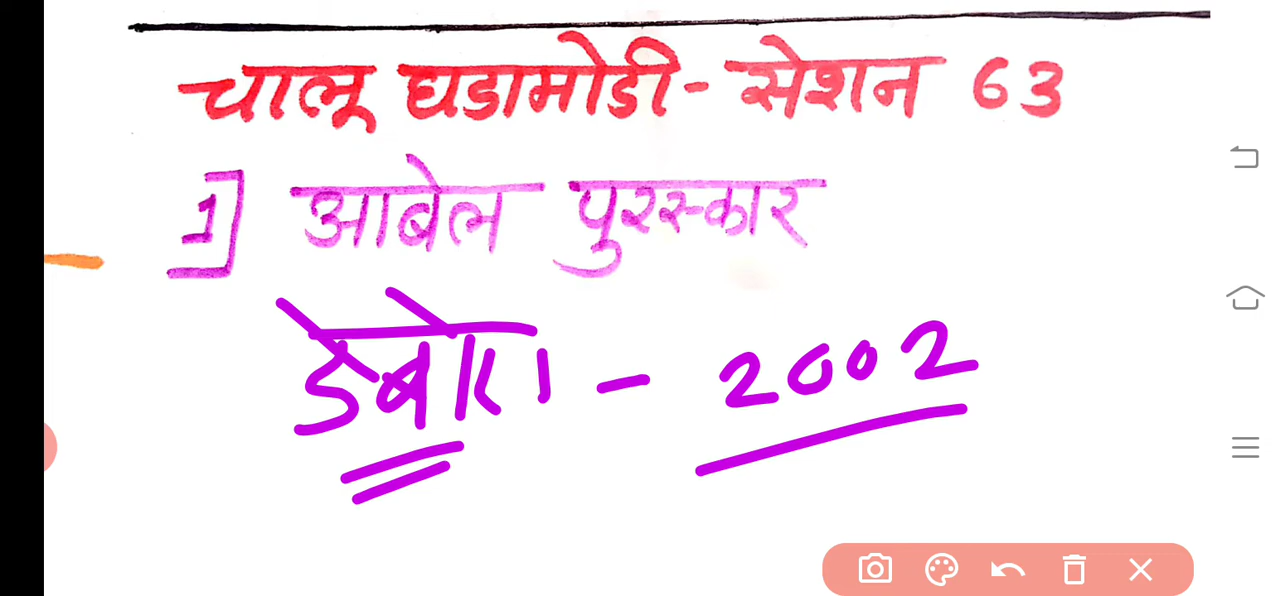 चालू घडामोडी - सेशन 63
1] आबेल पुरस्कार
डेबोरा - 2002